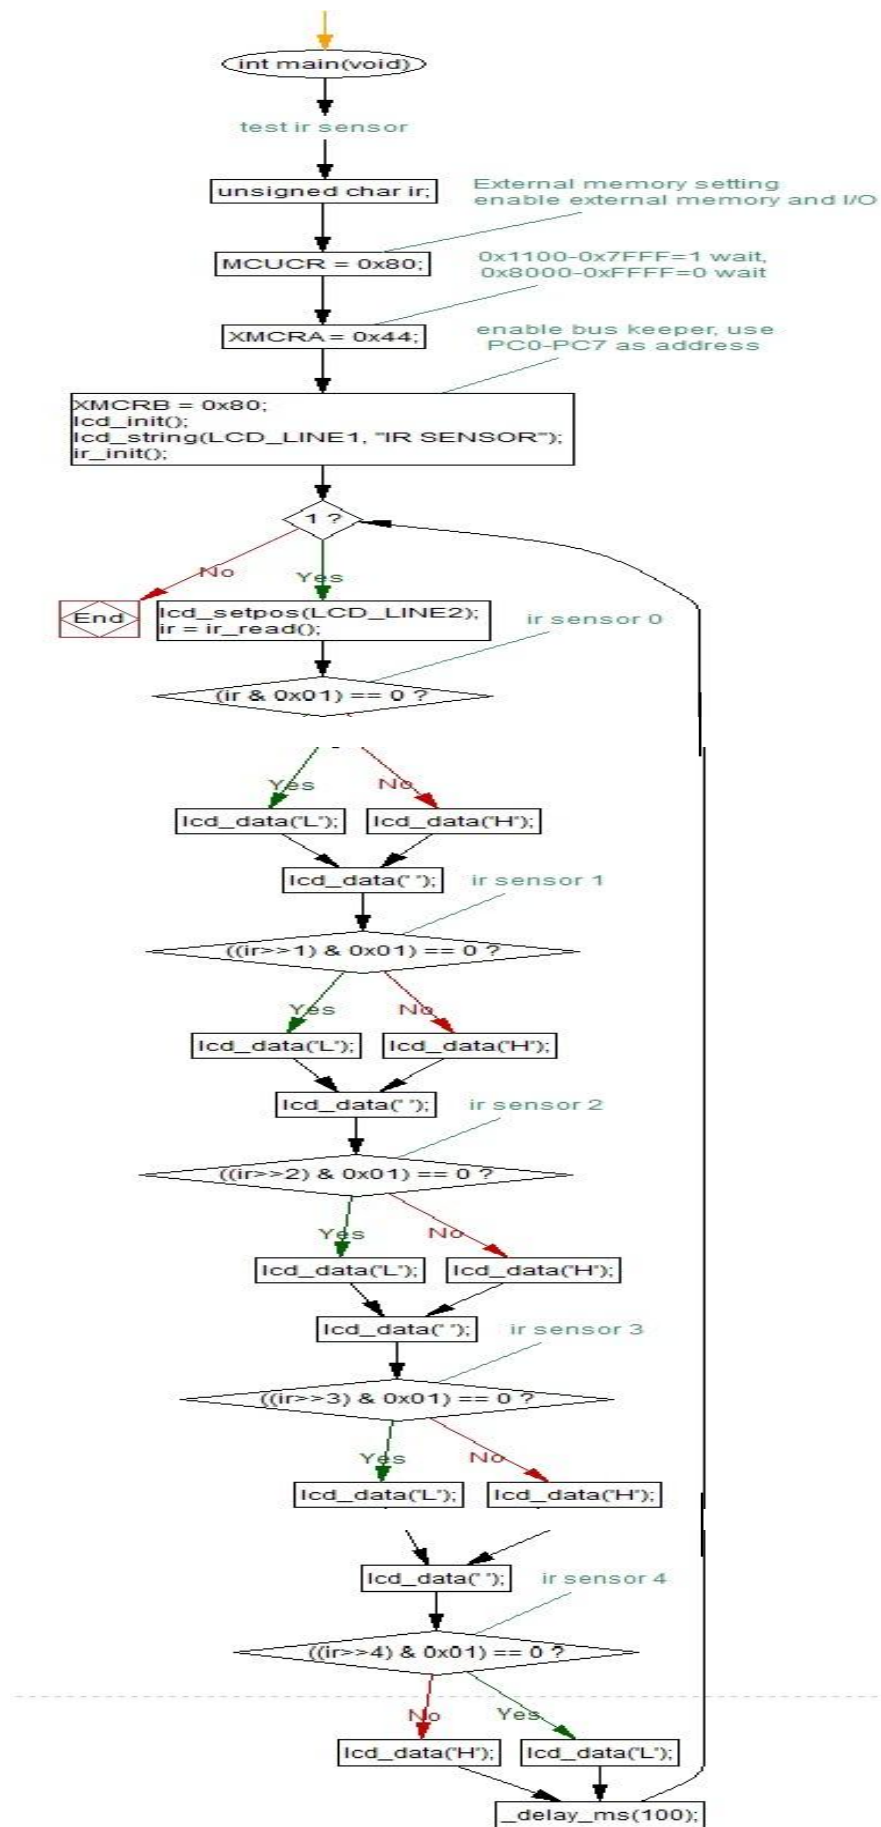 int main(void)
test ir sensor
unsigned char ir;
External memory setting
enable external memory and I/O
MCUCR = 0x80;
0x1100-0x7FFF=1 wait,
0x8000-0xFFFF=0 wait
XMCRA = 0x44;
enable bus keeper, use
PC0-PC7 as address
XMCRB = 0x80;
lcd_init();
lcd_string(LCD_LINE1, "IR SENSOR");
ir_init();
1 ?
No
Yes
End
lcd_setpos(LCD_LINE2);
ir = ir_read();
ir sensor 0
(ir & 0x01) == 0 ?
Yes
No
lcd_data('L');
lcd_data('H');
lcd_data(' ');
ir sensor 1
((ir>>1) & 0x01) == 0 ?
Yes
No
lcd_data('L');
lcd_data('H');
lcd_data(' ');
ir sensor 2
((ir>>2) & 0x01) == 0 ?
Yes
No
lcd_data('L');
lcd_data('H');
lcd_data(' ');
ir sensor 3
((ir>>3) & 0x01) == 0 ?
Yes
No
lcd_data('L');
lcd_data('H');
lcd_data(' ');
ir sensor 4
((ir>>4) & 0x01) == 0 ?
No
Yes
lcd_data('H');
lcd_data('L');
_delay_ms(100);